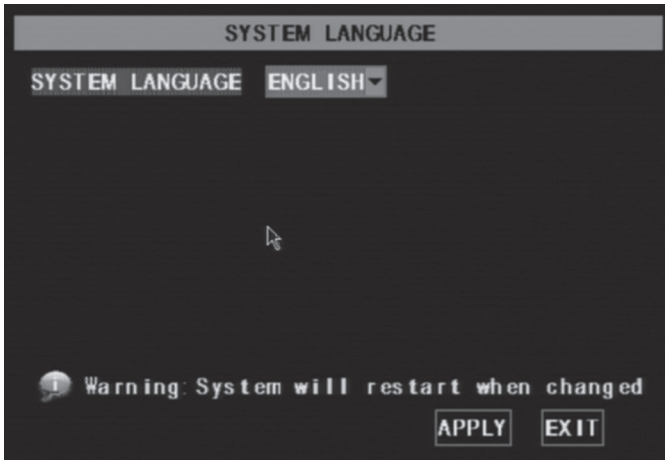 SYSTEM LANGUAGE
SYSTEM LANGUAGE ENGLISH
Warning:System will restart when changed
APPLY EXIT